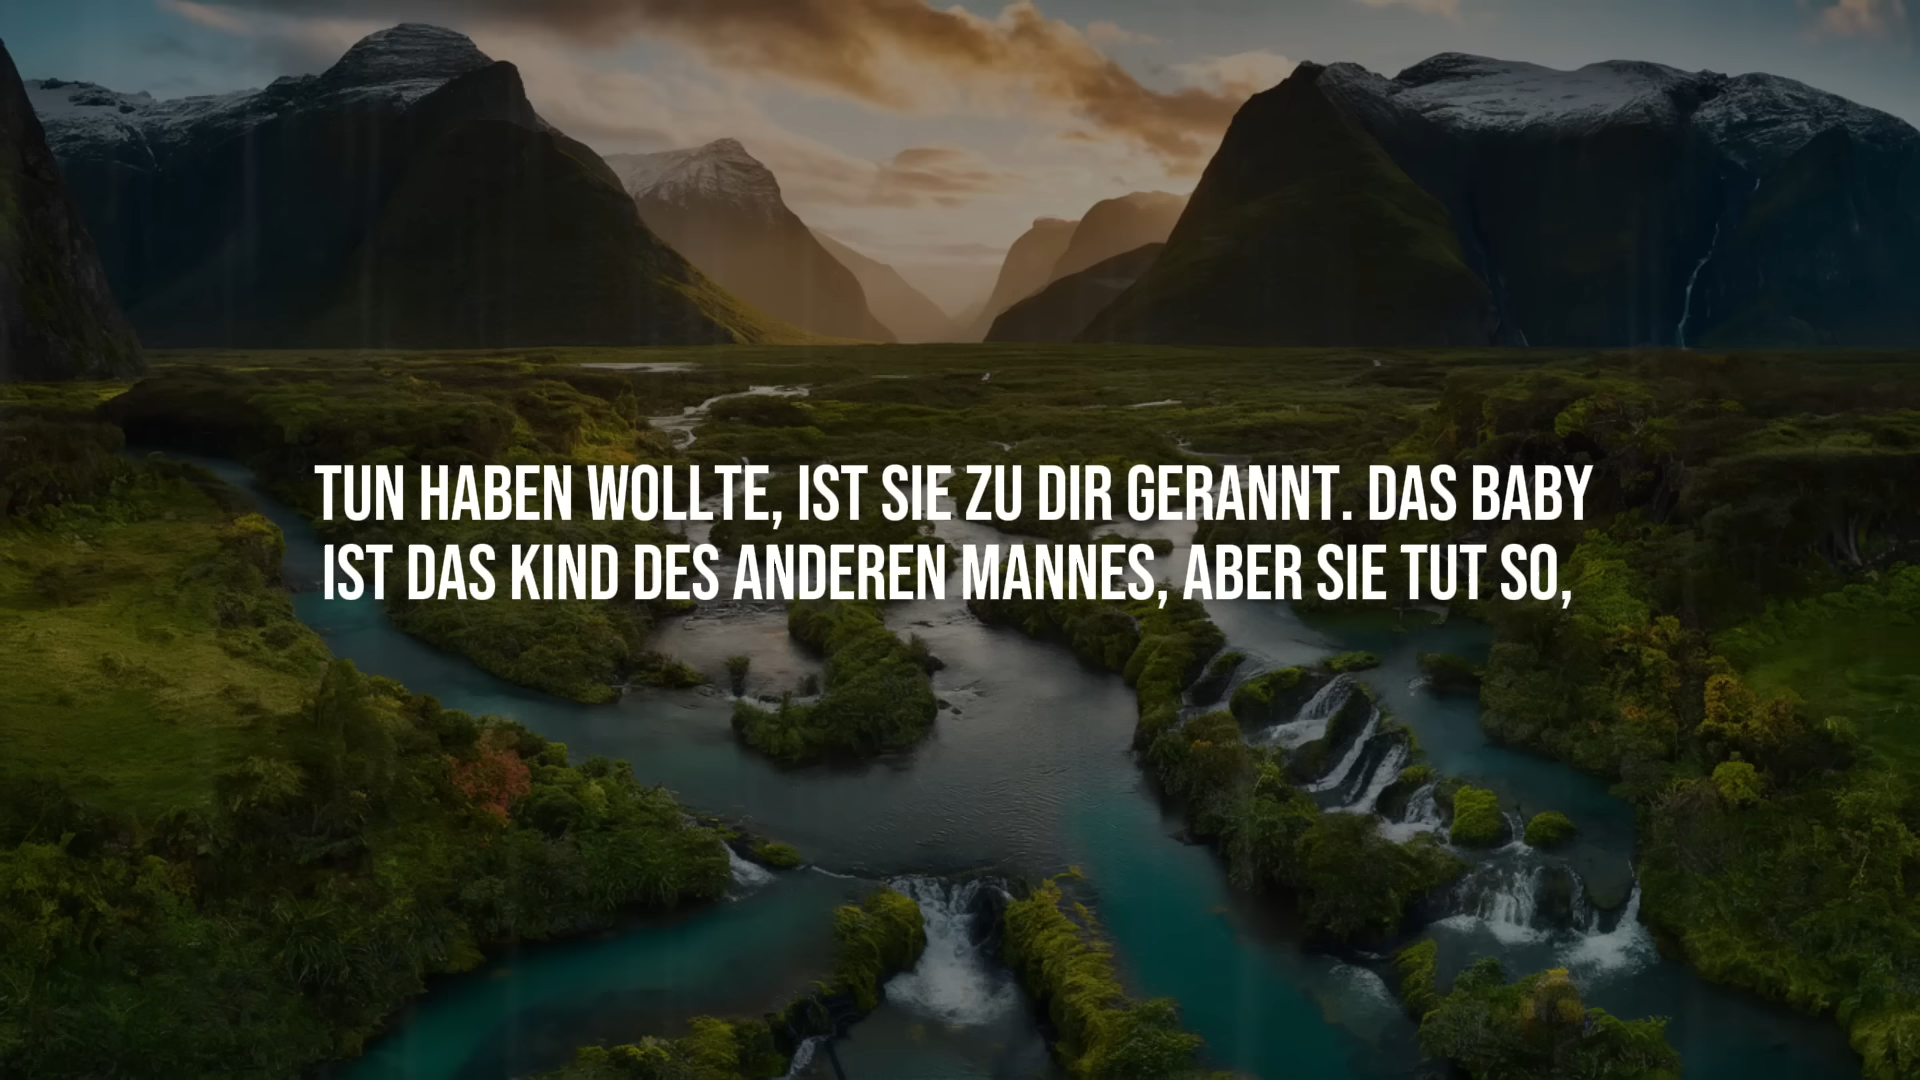 TUN HABEN WOLLTE, IST SIE ZU DIR GERANNT. DAS BABY
IST DAS KIND DES ANDEREN MANNES, ABER SIE TUT SO,